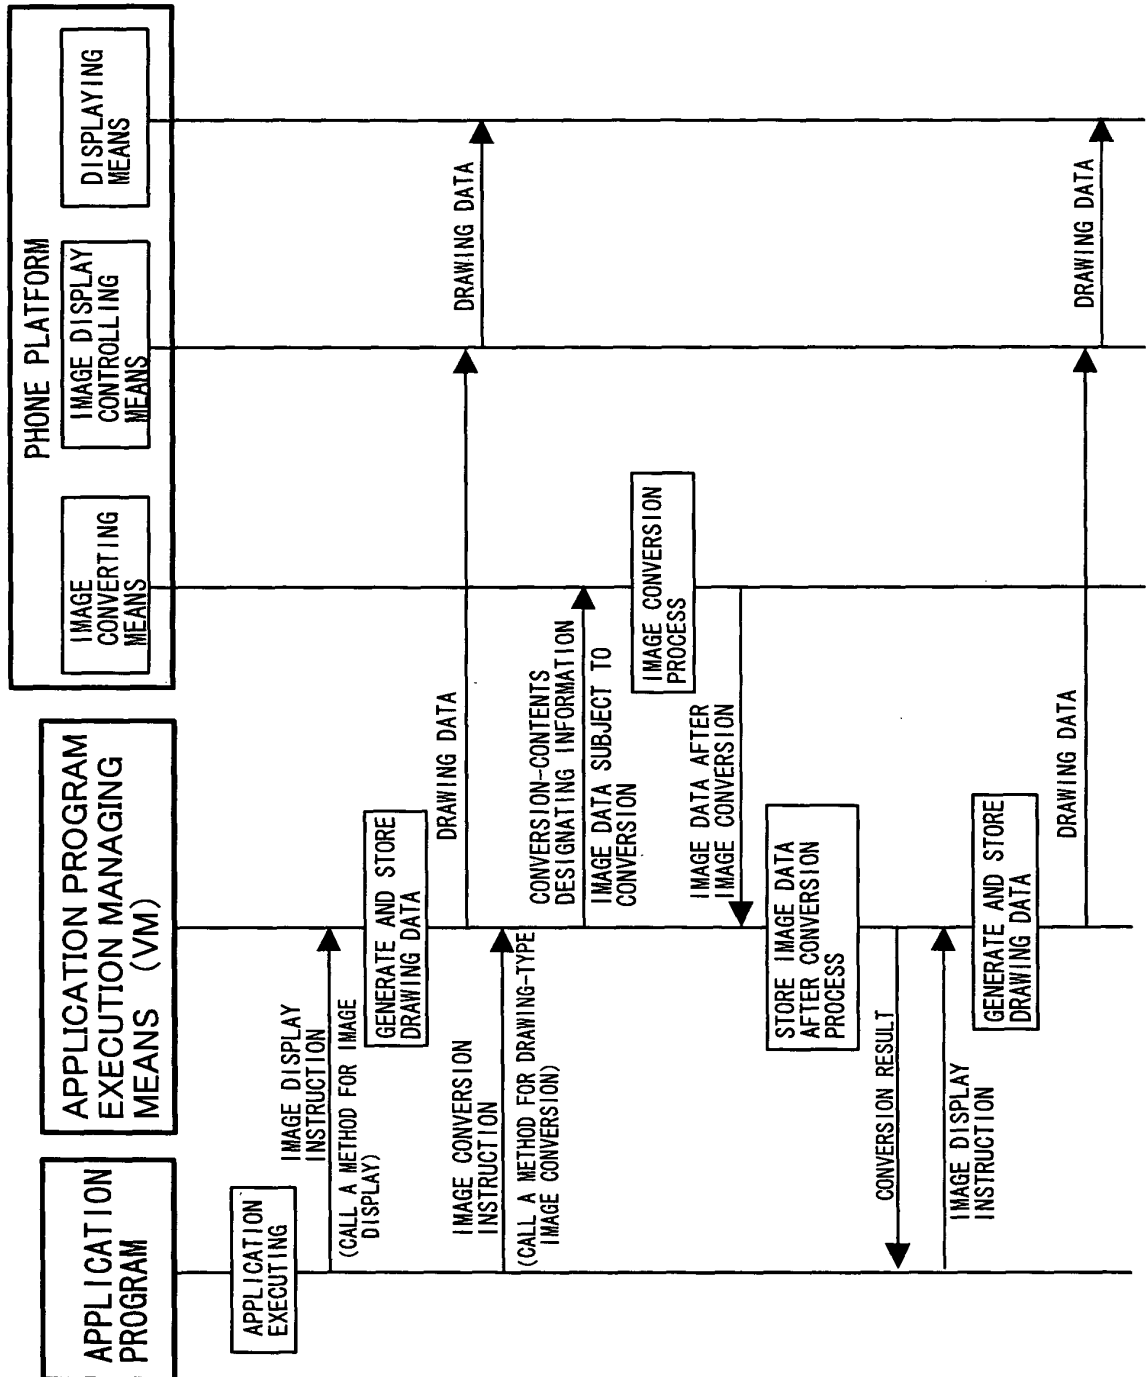 APPLICATION
PROGRAM
APPLICATION PROGRAM
EXECUTION MANAGING
MEANS (VM)
PHONE PLATFORM
IMAGE
CONVERTING
MEANS
IMAGE DISPLAY
CONTROLLING
MEANS
DISPLAYING
MEANS
APPLICATION
EXECUTING
IMAGE DISPLAY
INSTRUCTION
(CALL A METHOD FOR IMAGE
DISPLAY)
GENERATE AND STORE
DRAWING DATA
DRAWING DATA
DRAWING DATA
IMAGE CONVERSION
INSTRUCTION
(CALL A METHOD FOR DRAWING-TYPE
IMAGE CONVERSION)
CONVERSION-CONTENTS
DESIGNATING INFORMATION
IMAGE DATA SUBJECT TO
CONVERSION
IMAGE CONVERSION
PROCESS
IMAGE DATA AFTER
IMAGE CONVERSION
STORE IMAGE DATA
AFTER CONVERSION
PROCESS
CONVERSION RESULT
IMAGE DISPLAY
INSTRUCTION
GENERATE AND STORE
DRAWING DATA
DRAWING DATA
DRAWING DATA